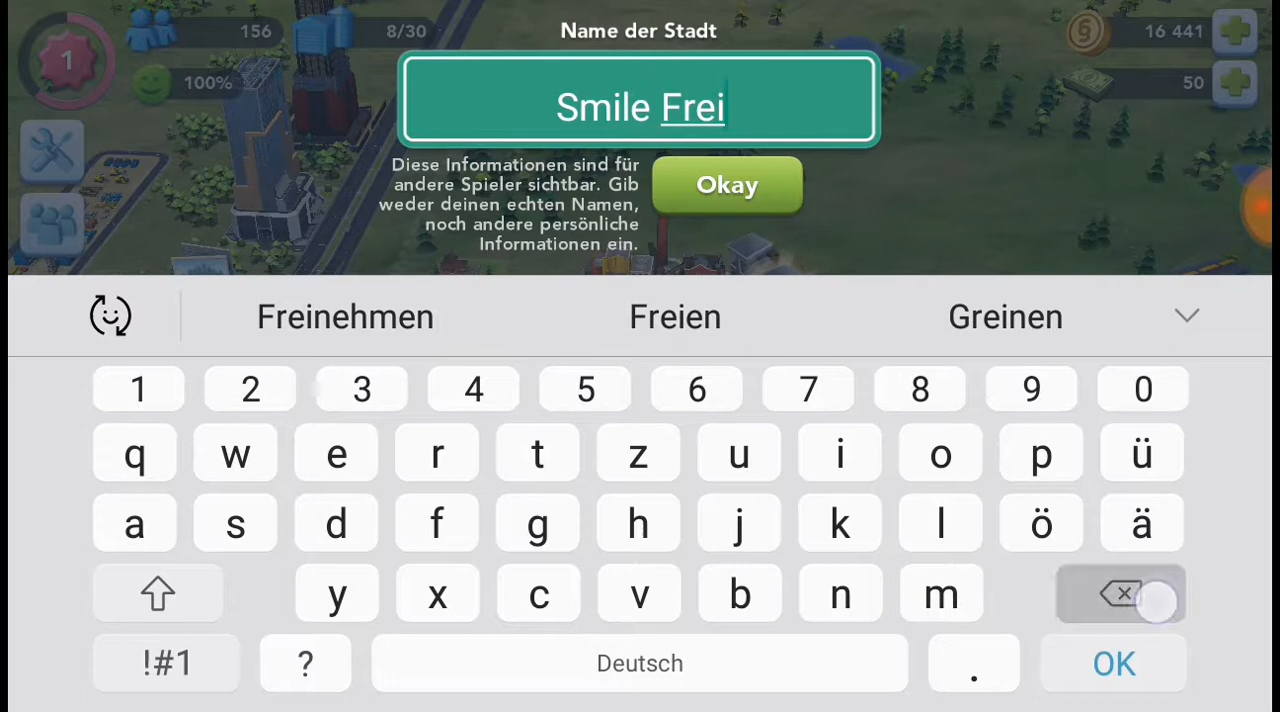 1
156
8/30
100%
Name der Stadt
16 441
50
Smile Frei
Diese Informationen sind für
andere Spieler sichtbar. Gib
weder deinen echten Namen,
noch andere persönliche
Informationen ein.
Okay
Freinehmen Freien Greinen
1 2 3 4 5 6 7 8 9 0
q w e r t z u i o p ü
a s d f g h j k l ö ä
y x c v b n m
!#1 ? Deutsch . OK